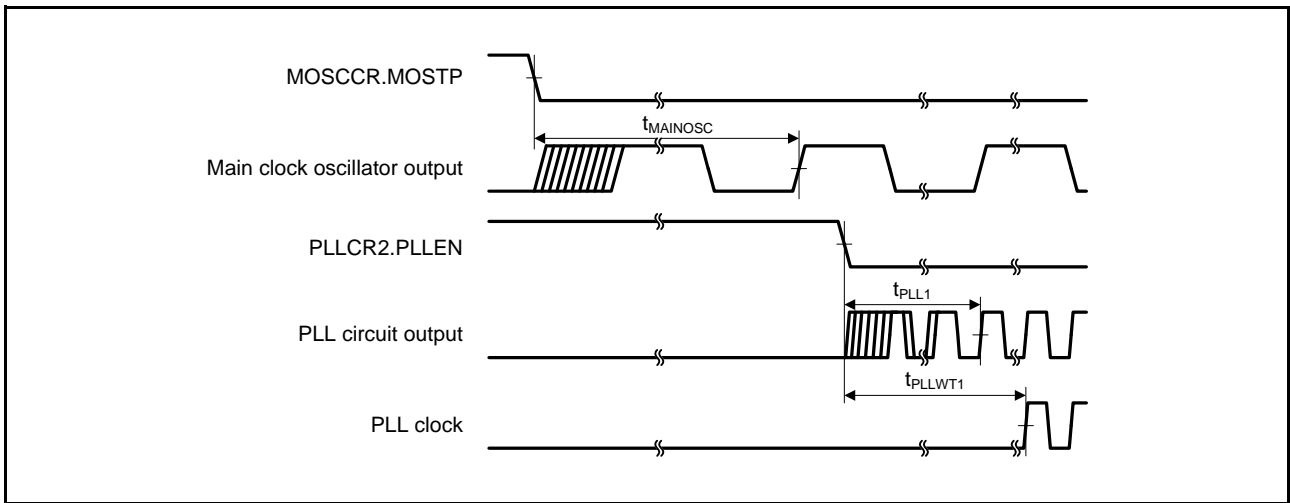 MOSCCR.MOSTP
tMAINOSC
Main clock oscillator output
PLLCR2.PLLEN
tPLL1
PLL circuit output
tPLLWT1
PLL clock